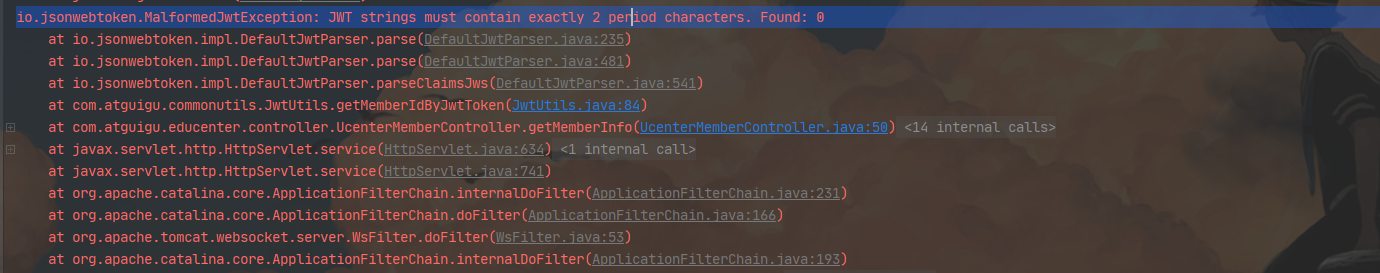 io.jsonwebtoken.MalformedJwtException: JWT strings must contain exactly 2 period characters. Found: 0
at io.jsonwebtoken.impl.DefaultJwtParser.parse(DefaultJwtParser.java:235)
at io.jsonwebtoken.impl.DefaultJwtParser.parse(DefaultJwtParser.java:481)
at io.jsonwebtoken.impl.DefaultJwtParser.parseClaimsJws(DefaultJwtParser.java:541)
at com.atguigu.commonutils.JwtUtils.getMemberIdByJwtToken(JwtUtils.java:84)
at com.atguigu.educenter.controller.UcenterMemberController.getMemberInfo(UcenterMemberController.java:50) <14 internal calls>
at javax.servlet.http.HttpServlet.service(HttpServlet.java:634) <1 internal call>
at javax.servlet.http.HttpServlet.service(HttpServlet.java:741)
at org.apache.catalina.core.ApplicationFilterChain.internalDoFilter(ApplicationFilterChain.java:231)
at org.apache.catalina.core.ApplicationFilterChain.doFilter(ApplicationFilterChain.java:166)
at org.apache.tomcat.websocket.server.WsFilter.doFilter(WsFilter.java:53)
at org.apache.catalina.core.ApplicationFilterChain.internalDoFilter(ApplicationFilterChain.java:193)